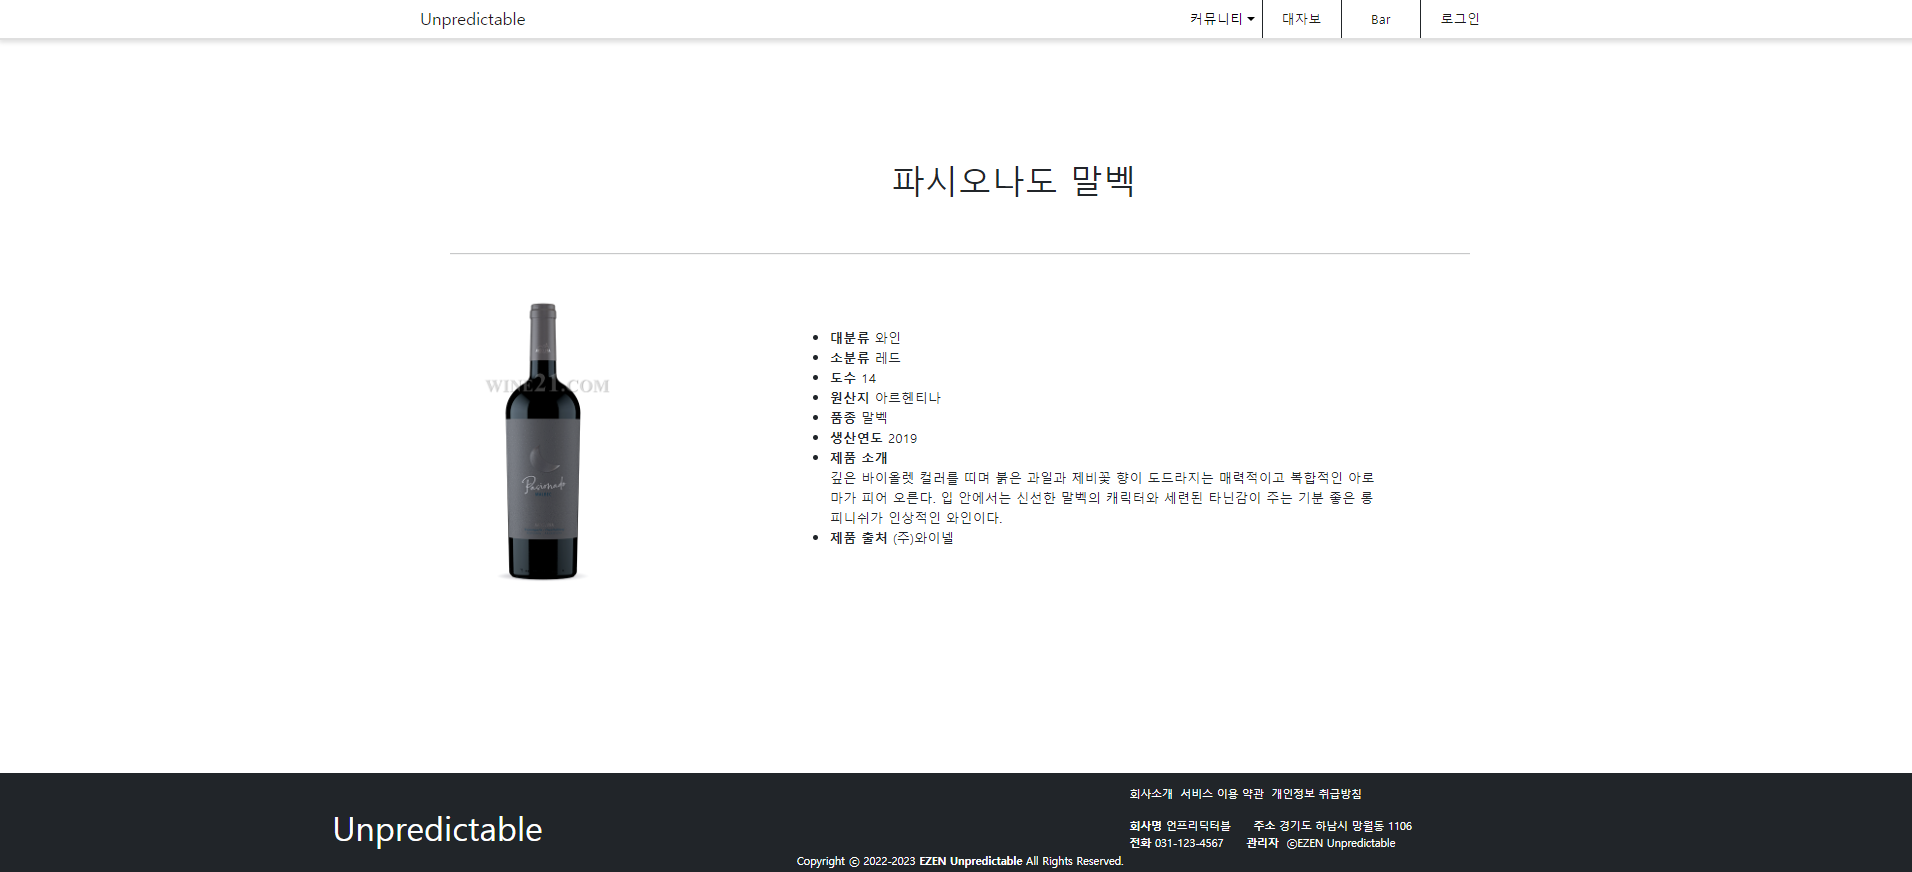 Unpredictable
커뮤니티
대자보
Bar
로그인
파시오나도 말벡
WINE21.COM
Pasionado
대분류 와인
소분류 레드
도수 14
원산지 아르헨티나
품종 말벡
생산연도 2019
제품 소개
깊은 바이올렛 컬러를 띠며 붉은 과일과 제비꽃 향이 도드라지는 매력적이고 복합적인 아로
마가 피어 오른다. 입 안에서는 신선한 말벡의 캐릭터와 세련된 타닌감이 주는 기분 좋은 롱
피니쉬가 인상적인 와인이다.
제품 출처 (주)와이넬
Unpredictable
회사소개 서비스 이용 약관 개인정보 취급방침
회사명 언프리딕터블 주소 경기도 하남시 망월동 1106
전화 031-123-4567 관리자 ⓒEZEN Unpredictable
Copyright ⓒ 2022-2023 EZEN Unpredictable All Rights Reserved.